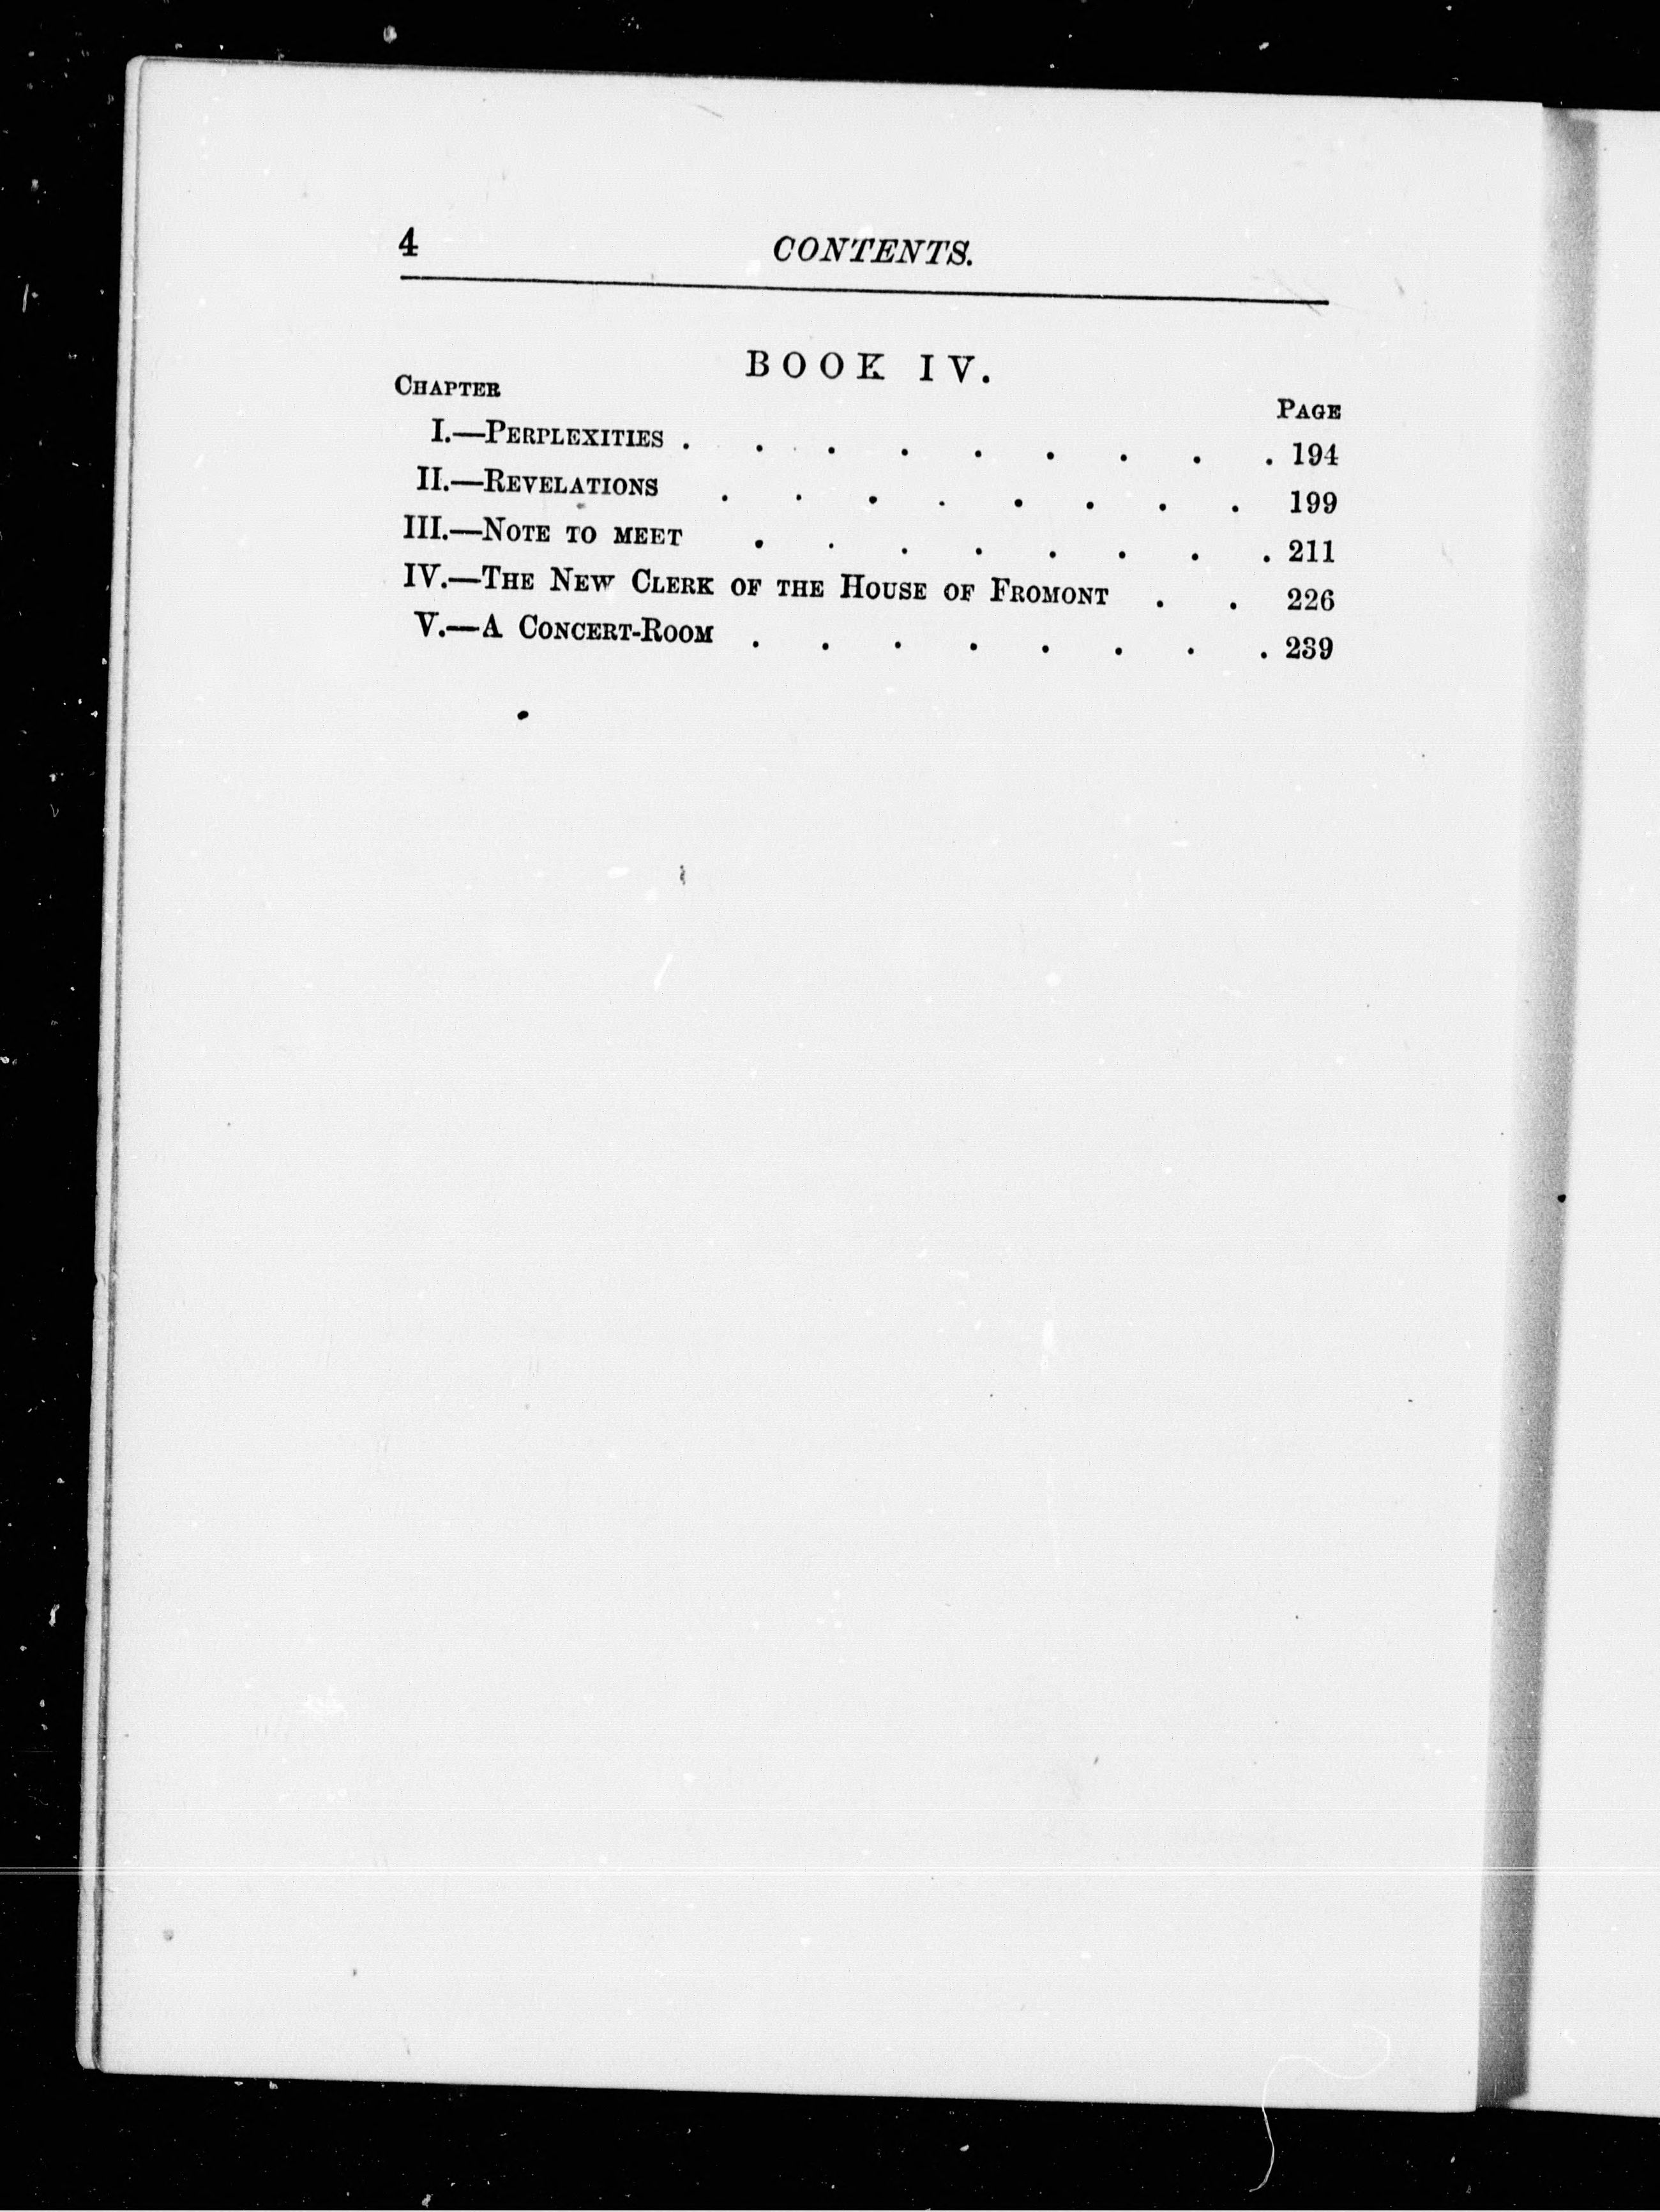 4 CONTENTS.
BOOK IV.
CHAPTER PAGE
I.—PERPLEXITIES . . . . . . . . . 194
II.—REVELATIONS . . . . . . . . 199
III.—NOTE TO MEET . . . . . . . . 211
IV.—THE NEW CLERK OF THE HOUSE OF FROMONT . . 226
V.—A CONCERT-ROOM . . . . . . . . 239